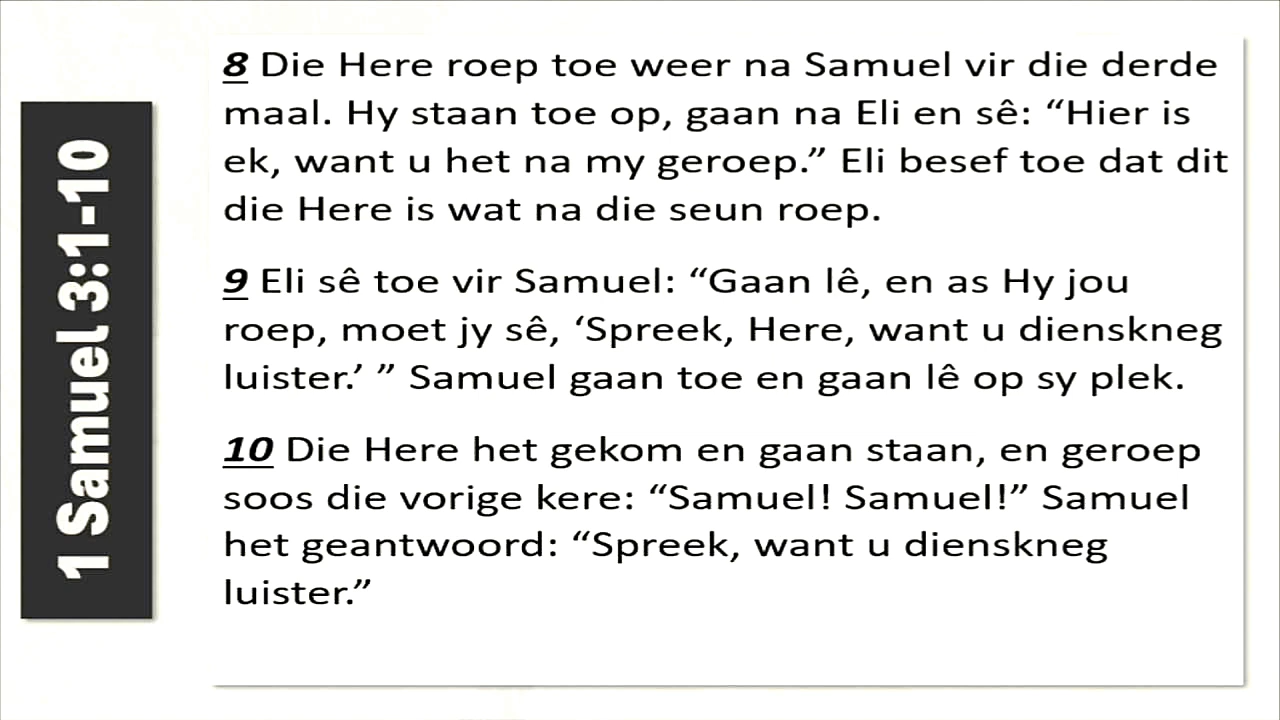 1 Samuel 3:1-10
8 Die Here roep toe weer na Samuel vir die derde
maal. Hy staan toe op, gaan na Eli en sê: “Hier is
ek, want u het na my geroep.” Eli besef toe dat dit
die Here is wat na die seun roep.
9 Eli sê toe vir Samuel: “Gaan lê, en as Hy jou
roep, moet jy sê, ‘Spreek, Here, want u dienskneg
luister.’ ” Samuel gaan toe en gaan lê op sy plek.
10 Die Here het gekom en gaan staan, en geroep
soos die vorige kere: “Samuel! Samuel!” Samuel
het geantwoord: “Spreek, want u dienskneg
luister.”